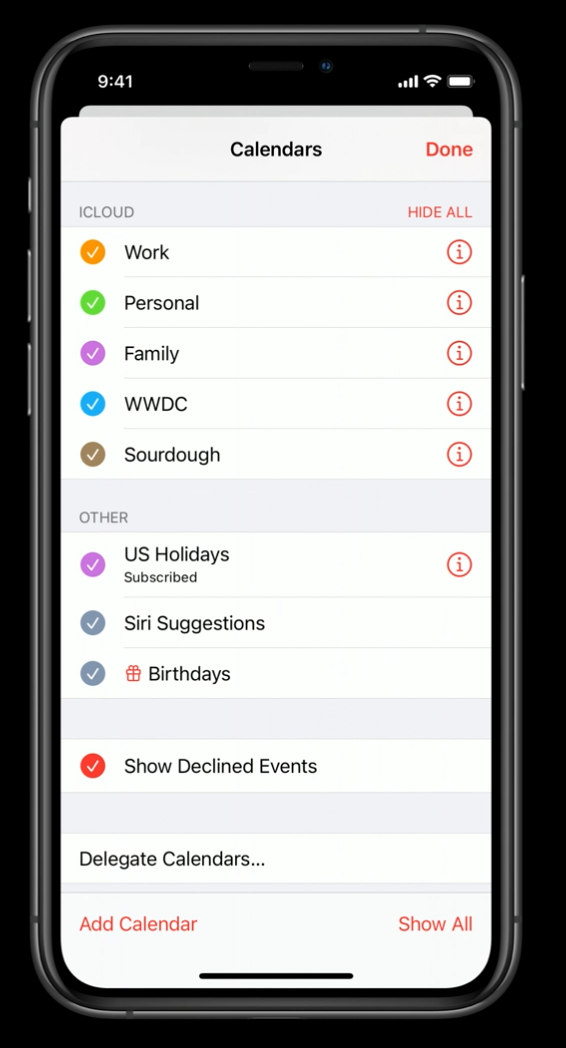 9:41
Calendars
Done
ICLOUD
HIDE ALL
Work
Personal
Family
WWDC
Sourdough
OTHER
US Holidays
Subscribed
Siri Suggestions
Birthdays
Show Declined Events
Delegate Calendars...
Add Calendar
Show All